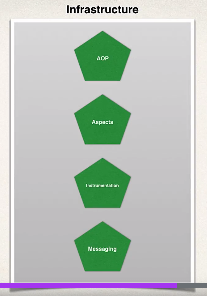 Infrastructure
AOP
Aspects
Instrumentation
Messaging